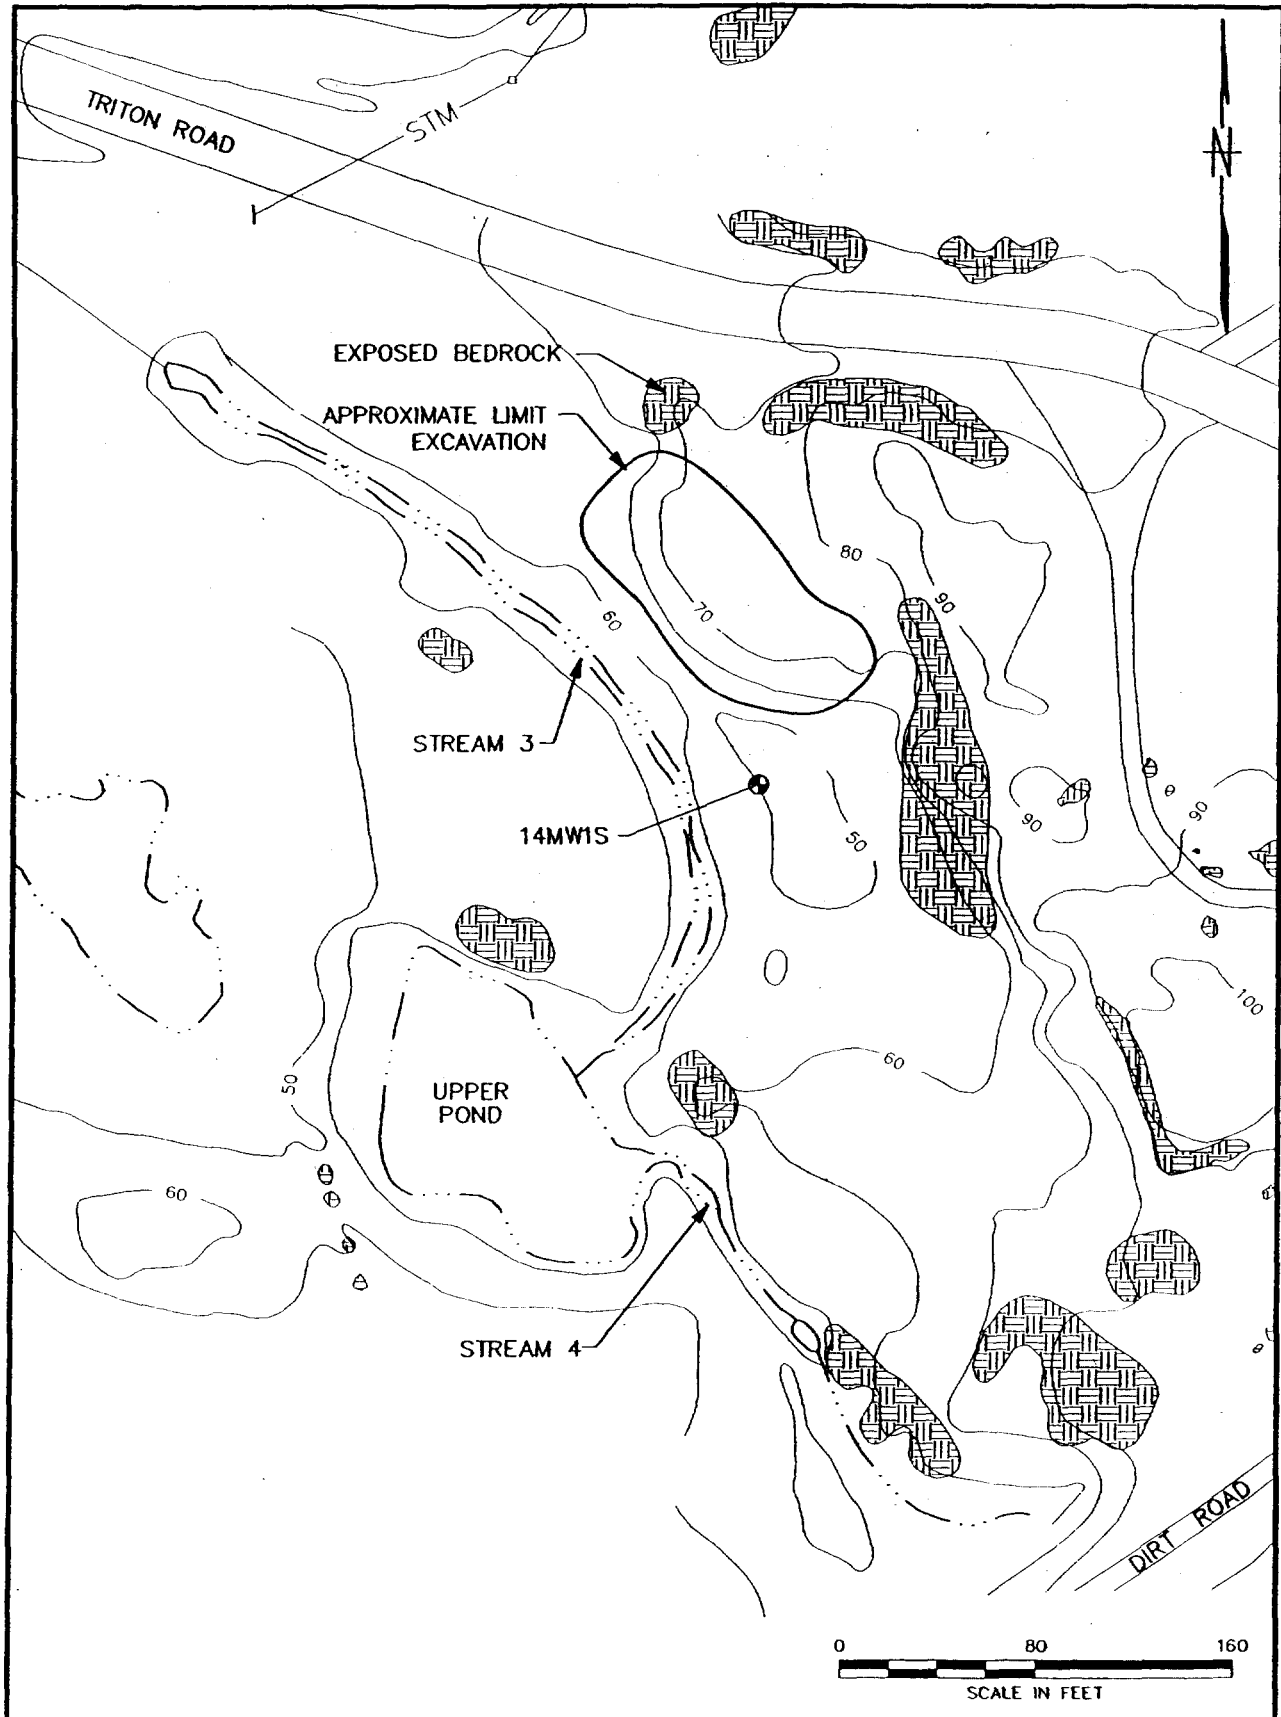 TRITON ROAD
STM
N
EXPOSED BEDROCK
APPROXIMATE LIMIT
EXCAVATION
80
90
60
70
STREAM 3
14MW1S
50
90
90
100
60
50
UPPER
POND
60
STREAM 4
DIRT ROAD
0 80 160
SCALE IN FEET